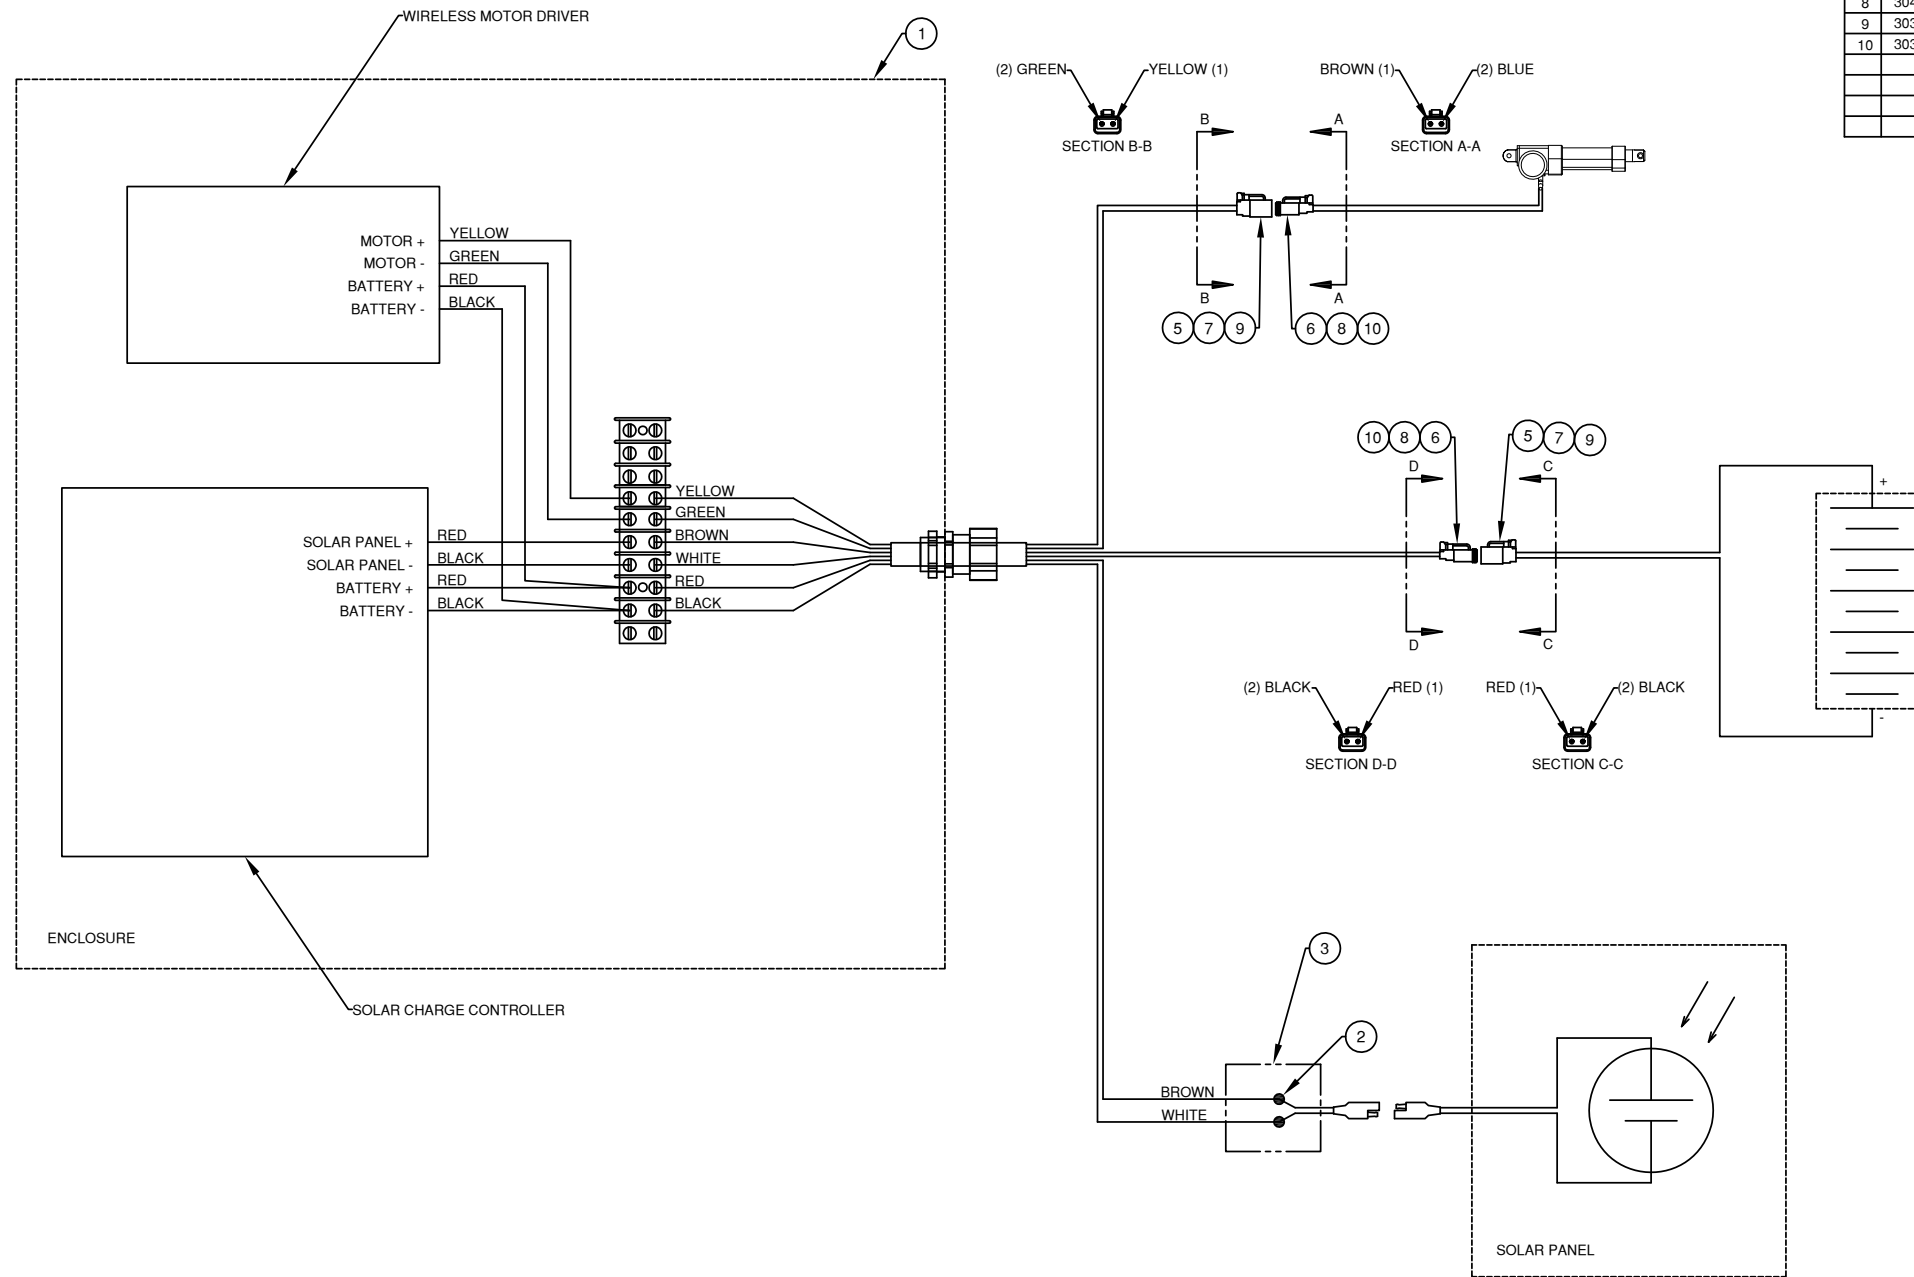 WIRELESS MOTOR DRIVER
1
8 304
9 303
10 303
(2) GREEN YELLOW (1)
SECTION B-B
BROWN (1) (2) BLUE
SECTION A-A
B A
B A
5 7 9 6 8 10
MOTOR + YELLOW
MOTOR - GREEN
BATTERY + RED
BATTERY - BLACK
10 8 6 5 7 9
D C
D C
YELLOW
GREEN
SOLAR PANEL + RED BROWN
SOLAR PANEL - BLACK WHITE
BATTERY + RED RED
BATTERY - BLACK BLACK
+
-
(2) BLACK RED (1)
SECTION D-D
RED (1) (2) BLACK
SECTION C-C
ENCLOSURE
SOLAR CHARGE CONTROLLER
3
2
BROWN
WHITE
SOLAR PANEL